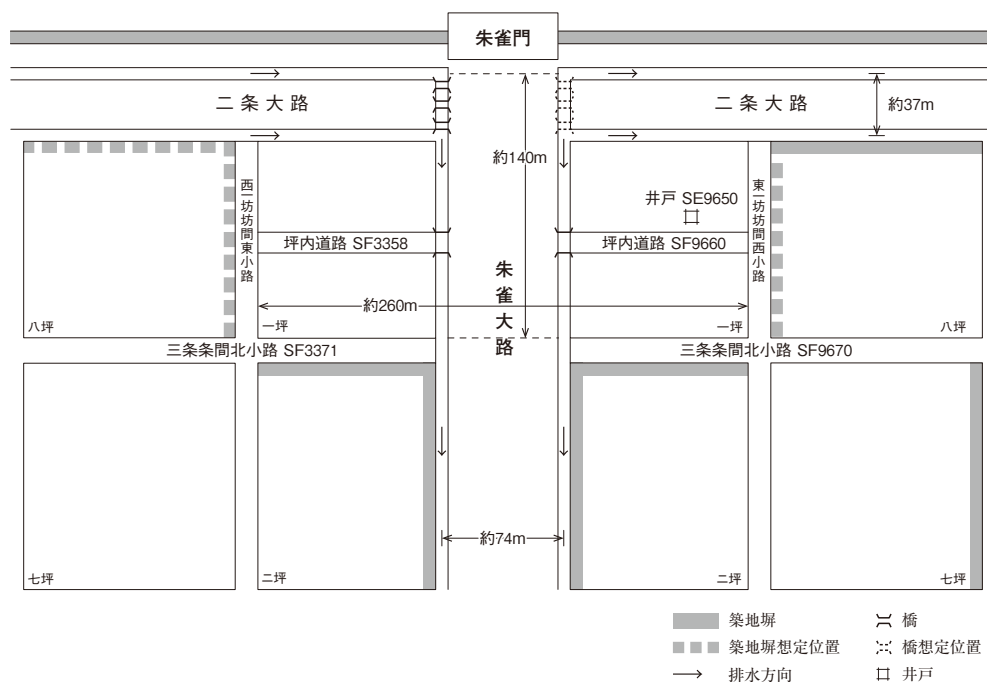 朱雀門
二条大路
二条大路
約37m
約140m
西一坊坊間東小路
東一坊坊間西小路
井戸 SE9650
坪内道路 SF3358
坪内道路 SF9660
朱雀大路
約260m
八坪
一坪
一坪
八坪
三条条間北小路 SF3371
三条条間北小路 SF9670
約74m
七坪
二坪
二坪
七坪
築地塀
橋
築地塀想定位置
橋想定位置
排水方向
井戸